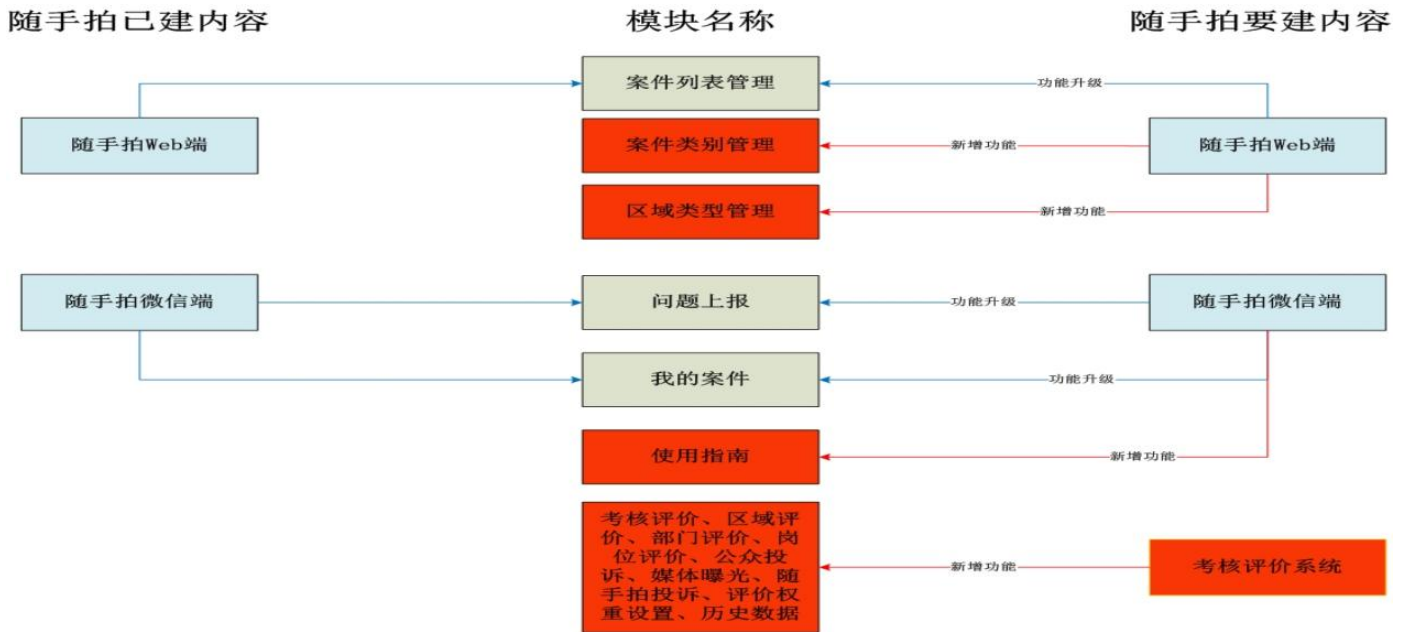 随手拍已建内容
模块名称
随手拍要建内容
案件列表管理
功能升级
随手拍Web端
案件类别管理
新增功能
随手拍Web端
区域类型管理
新增功能
随手拍微信端
问题上报
功能升级
随手拍微信端
我的案件
功能升级
使用指南
新增功能
考核评价、区域评
价、部门评价、岗
位评价、公众投
诉、媒体曝光、随
手拍投诉、评价权
重设置、历史数据
新增功能
考核评价系统